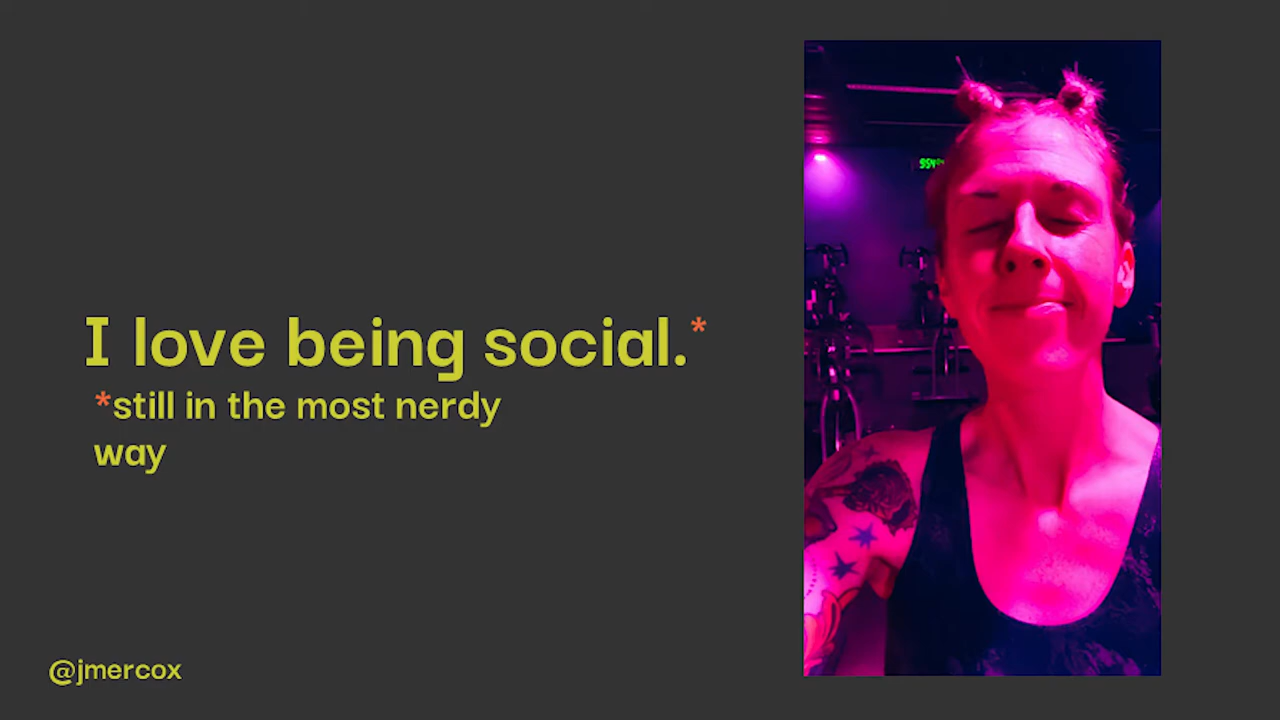 I love being social.*
*still in the most nerdy
way
@jmercox